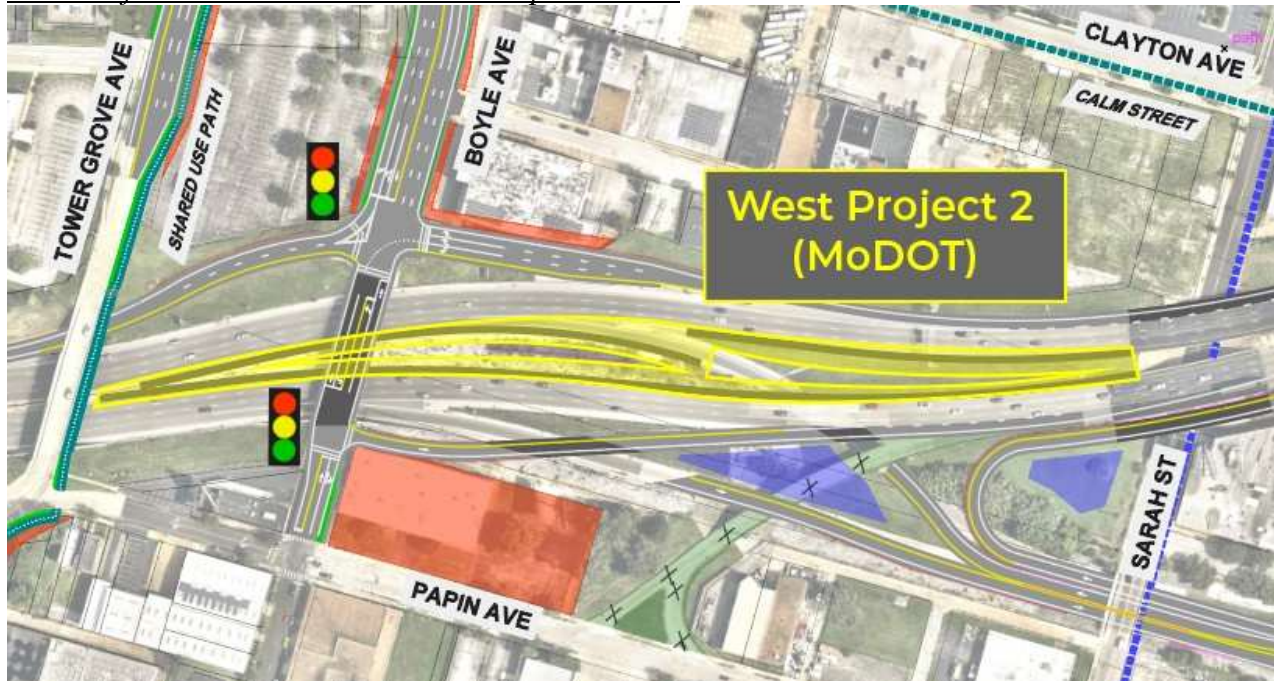 TOWER GROVE AVE
SHARED USE PATH
BOYLE AVE
CLAYTON AVE
path
CALM STREET
West Project 2
(MoDOT)
SARAH ST
PAPIN AVE